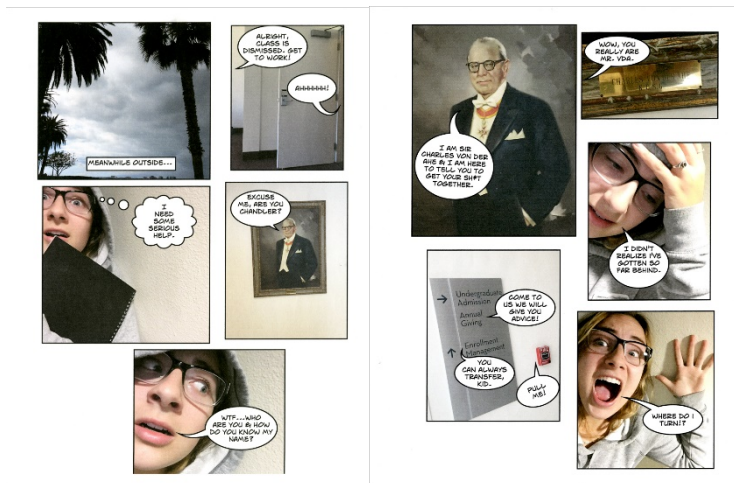 MEANWHILE OUTSIDE...
ALRIGHT,
CLASS IS
DISMISSED. GET
TO WORK!
AHHHHHH!
I
NEED
SOME
SERIOUS
HELP.
EXCUSE
ME, ARE YOU
CHANDLER?
WTF...WHO
ARE YOU & HOW
DO YOU KNOW MY
NAME?
I AM SIR
CHARLES VON DER
AHE & I AM HERE
TO TELL YOU TO
GET YOUR SH*T
TOGETHER.
WOW, YOU
REALLY ARE
MR. VDA.
I DIDN'T
REALIZE I'VE
GOTTEN SO
FAR BEHIND.
Undergraduate
Admission
Annual
Giving
COME TO
US WE WILL
GIVE YOU
ADVICE!
Enrollment
Management
YOU
CAN ALWAYS
TRANSFER,
KID.
PULL
ME!
WHERE DO I
TURN!?